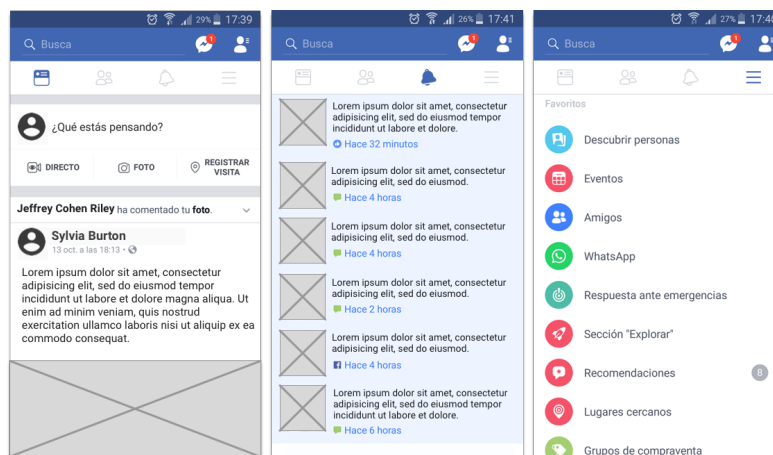 29% 17:39
Busca
1
¿Qué estás pensando?
DIRECTO
FOTO
REGISTRAR
VISITA
Jeffrey Cohen Riley ha comentado tu foto.
Sylvia Burton
13 oct. a las 18:13 •
Lorem ipsum dolor sit amet, consectetur
adipisicing elit, sed do eiusmod tempor
incididunt ut labore et dolore magna aliqua. Ut
enim ad minim veniam, quis nostrud
exercitation ullamco laboris nisi ut aliquip ex ea
commodo consequat.
26% 17:41
Busca
1
Lorem ipsum dolor sit amet, consectetur
adipisicing elit, sed do eiusmod tempor
incididunt ut labore et dolore.
Hace 32 minutos
Lorem ipsum dolor sit amet, consectetur
adipisicing elit, sed do eiusmod.
Hace 4 horas
Lorem ipsum dolor sit amet, consectetur
adipisicing elit, sed do eiusmod.
Hace 4 horas
Lorem ipsum dolor sit amet, consectetur
adipisicing elit, sed do eiusmod.
Hace 2 horas
Lorem ipsum dolor sit amet, consectetur
adipisicing elit, sed do eiusmod.
Hace 4 horas
Lorem ipsum dolor sit amet, consectetur
adipisicing elit, sed do eiusmod tempor
incididunt ut labore et dolore.
Hace 6 horas
27% 17:40
Busca
1
Favoritos
Descubrir personas
Eventos
Amigos
WhatsApp
Respuesta ante emergencias
Sección "Explorar"
Recomendaciones
8
Lugares cercanos
Grupos de compraventa